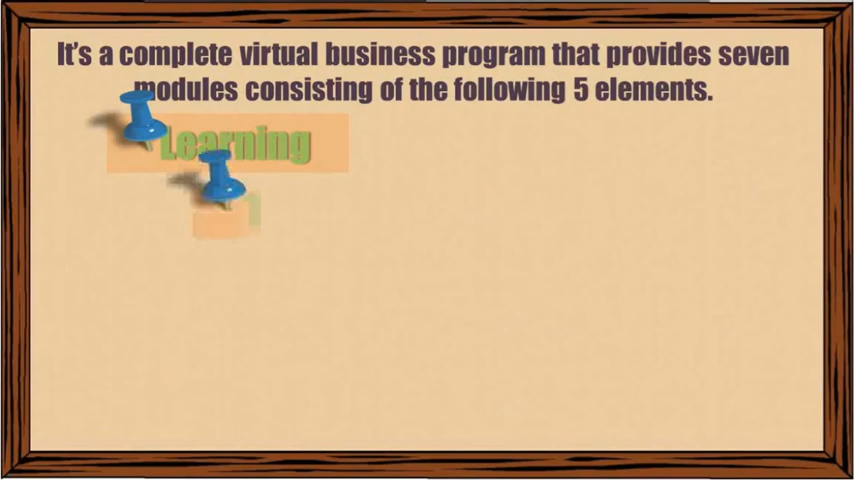 It's a complete virtual business program that provides seven
modules consisting of the following 5 elements.
Learning